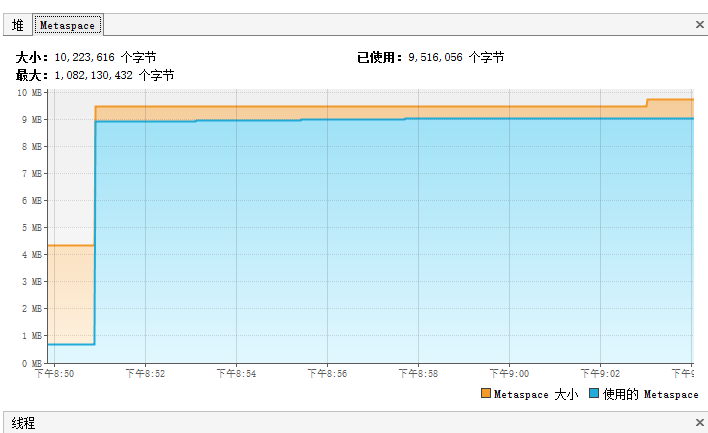 堆 Metaspace
大小: 10,223,616 个字节 已使用: 9,516,056 个字节
最大: 1,082,130,432 个字节
10 MB
9 MB
8 MB
7 MB
6 MB
5 MB
4 MB
3 MB
2 MB
1 MB
0 MB
下午8:50 下午8:52 下午8:54 下午8:56 下午8:58 下午9:00 下午9:02 下午9
Metaspace 大小 使用的 Metaspace
线程